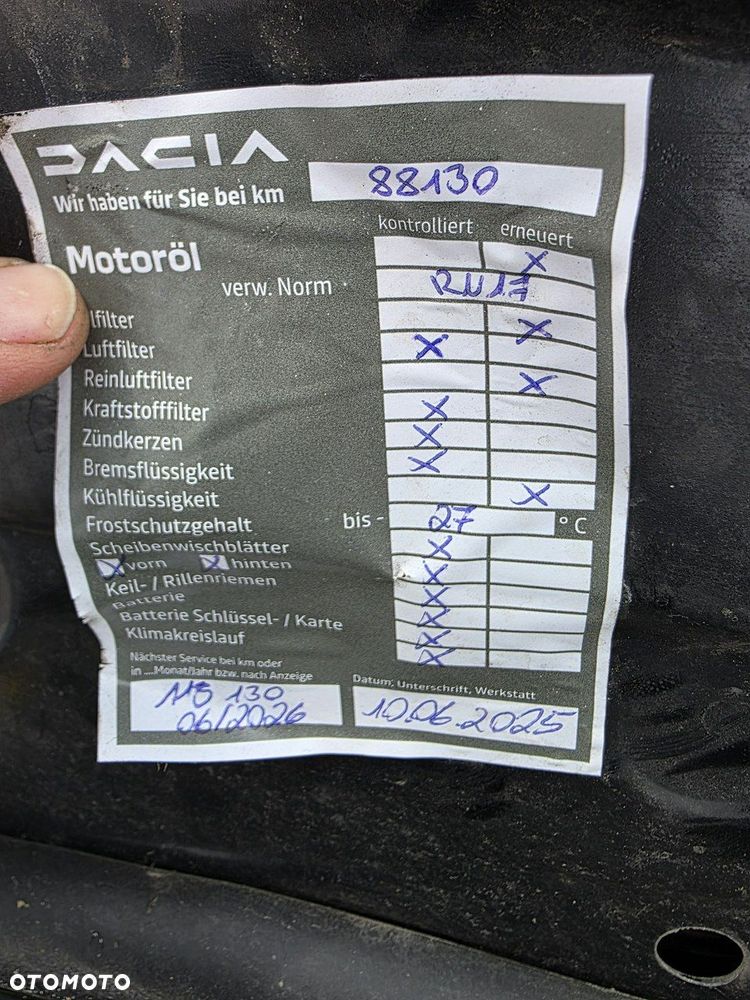 DACIA
Wir haben für Sie bei km 88130
kontrolliert erneuert
Motoröl X
verw. Norm RN17
lfilter X
Luftfilter X
Reinluftfilter X
Kraftstofffilter X
Zündkerzen X
Bremsflüssigkeit X
Kühlflüssigkeit X
Frostschutzgehalt bis - 27 °C
Scheibenwischblätter X
X vorn X hinten
Keil- / Rillenriemen X
Batterie X
Batterie Schlüssel- / Karte X
Klimakreislauf X
Nächster Service bei km oder
in ....Monat/Jahr bzw. nach Anzeige
Datum, Unterschrift, Werkstatt
118 130
06/2026
10.06.2025
OTOMOTO